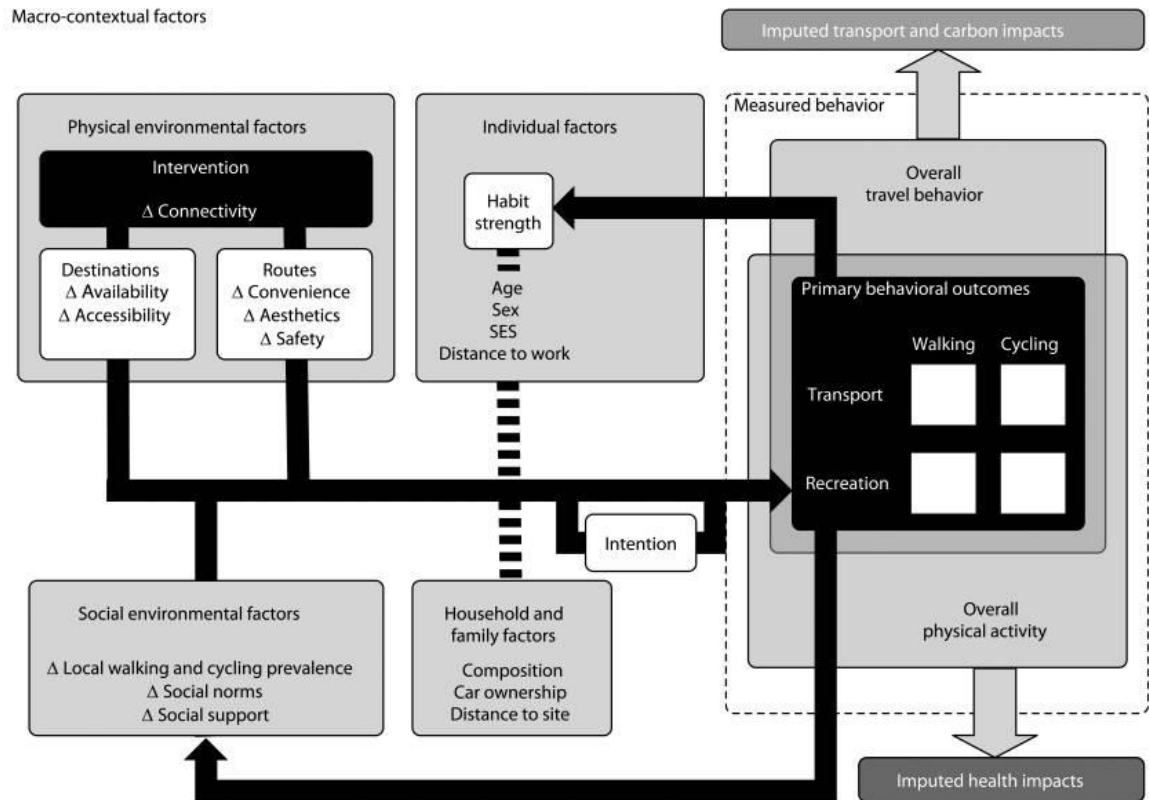 Macro-contextual factors
Imputed transport and carbon impacts
Physical environmental factors
Intervention
Δ Connectivity
Destinations
Δ Availability
Δ Accessibility
Routes
Δ Convenience
Δ Aesthetics
Δ Safety
Individual factors
Habit
strength
Age
Sex
SES
Distance to work
Measured behavior
Overall
travel behavior
Primary behavioral outcomes
Walking
Cycling
Transport
Recreation
Intention
Social environmental factors
Δ Local walking and cycling prevalence
Δ Social norms
Δ Social support
Household and
family factors
Composition
Car ownership
Distance to site
Overall
physical activity
Imputed health impacts